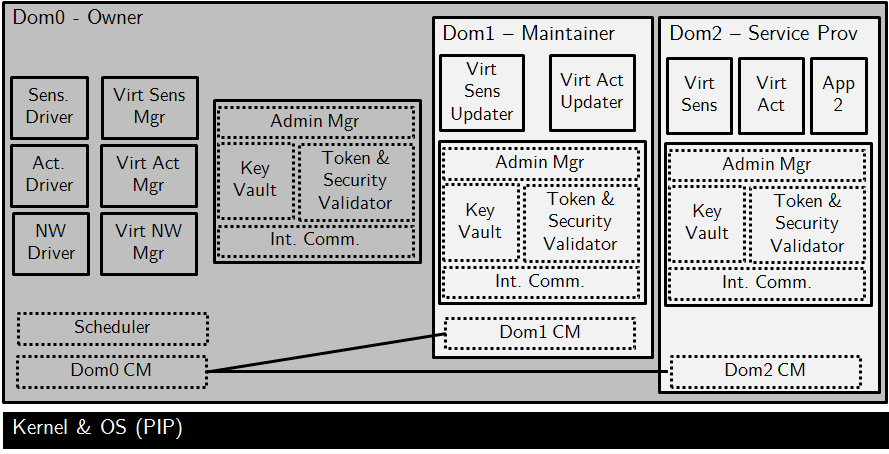 Dom0 - Owner
Sens.
Driver
Virt Sens
Mgr
Act.
Driver
Virt Act
Mgr
NW
Driver
Virt NW
Mgr
Admin Mgr
Key
Vault
Token &
Security
Validator
Int. Comm.
Scheduler
Dom0 CM
Dom1 – Maintainer
Virt
Sens
Updater
Virt Act
Updater
Admin Mgr
Key
Vault
Token &
Security
Validator
Int. Comm.
Dom1 CM
Dom2 – Service Prov
Virt
Sens
Virt
Act
App
2
Admin Mgr
Key
Vault
Token &
Security
Validator
Int. Comm.
Dom2 CM
Kernel & OS (PIP)